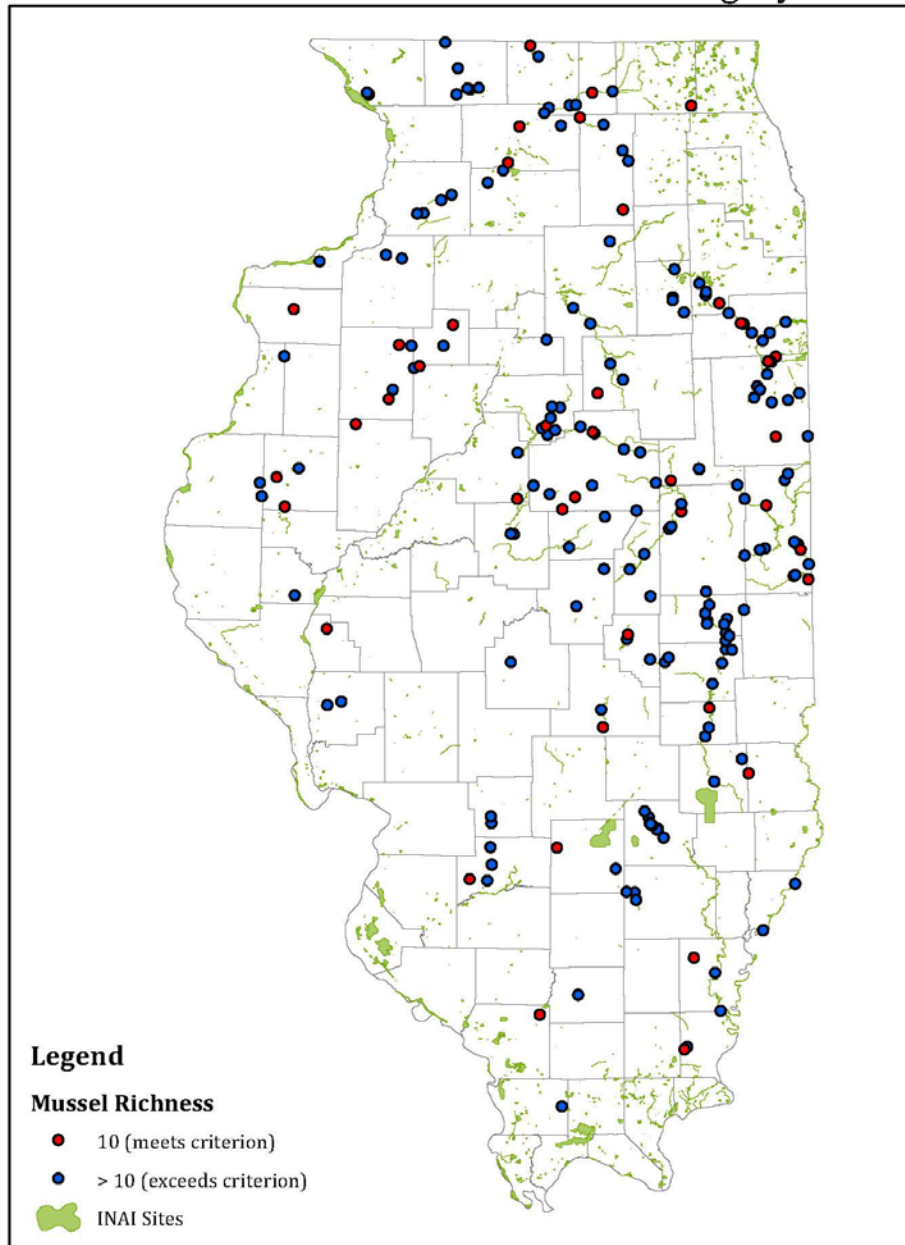 Legend
Mussel Richness
10 (meets criterion)
> 10 (exceeds criterion)
INAI Sites